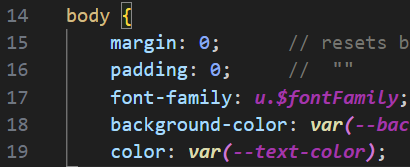 14 body {
15 margin: 0; // resets b
16 padding: 0; // ""
17 font-family: u.$fontFamily;
18 background-color: var(--bac
19 color: var(--text-color);